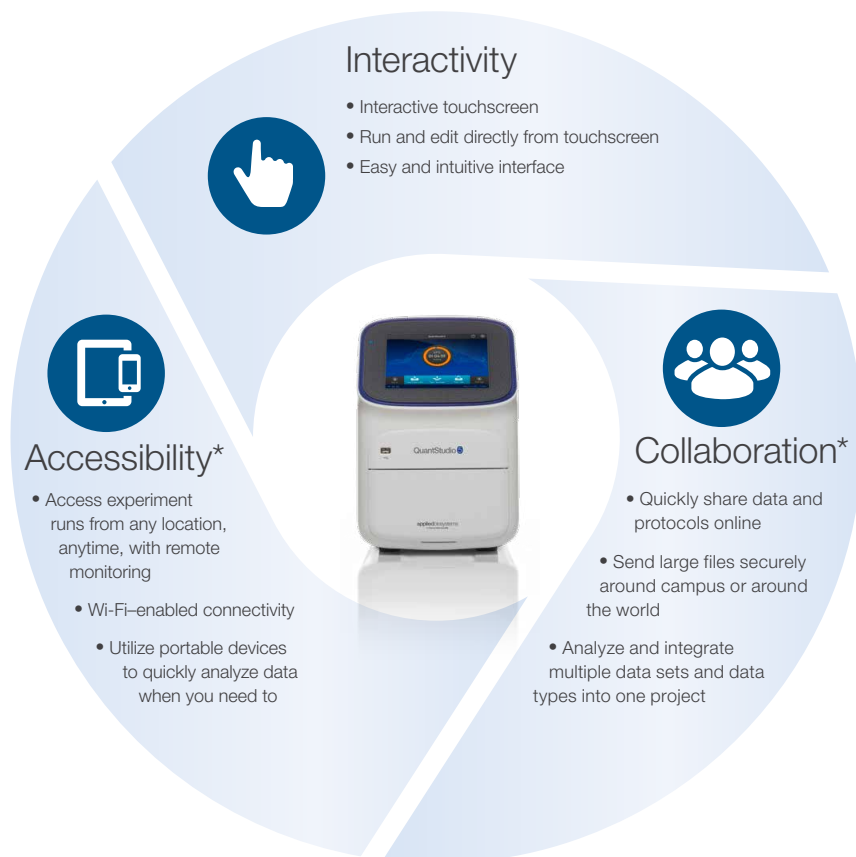 Interactivity
• Interactive touchscreen
• Run and edit directly from touchscreen
• Easy and intuitive interface
Accessibility*
• Access experiment
runs from any location,
anytime, with remote
monitoring
• Wi-Fi–enabled connectivity
• Utilize portable devices
to quickly analyze data
when you need to
QuantStudio
appliedbiosystems
Collaboration*
• Quickly share data and
protocols online
• Send large files securely
around campus or around
the world
• Analyze and integrate
multiple data sets and data
types into one project